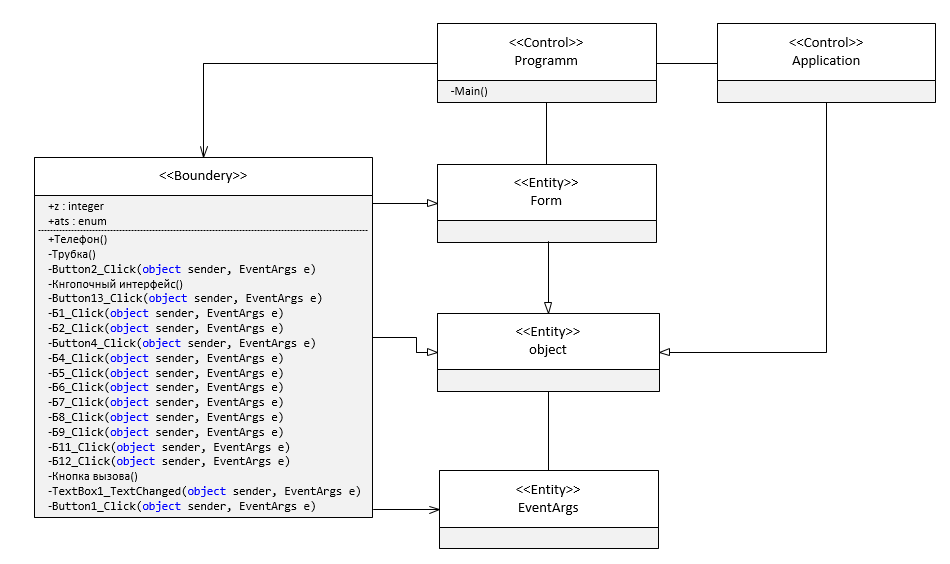 <<Control>>
Programm
-Main()
<<Control>>
Application
<<Boundery>>
+z : integer
+ats : enum
+Телефон()
-Трубка()
-Button2_Click(object sender, EventArgs e)
-Кнгопочный интерфейс()
-Button13_Click(object sender, EventArgs e)
-Б1_Click(object sender, EventArgs e)
-Б2_Click(object sender, EventArgs e)
-Button4_Click(object sender, EventArgs e)
-Б4_Click(object sender, EventArgs e)
-Б5_Click(object sender, EventArgs e)
-Б6_Click(object sender, EventArgs e)
-Б7_Click(object sender, EventArgs e)
-Б8_Click(object sender, EventArgs e)
-Б9_Click(object sender, EventArgs e)
-Б11_Click(object sender, EventArgs e)
-Б12_Click(object sender, EventArgs e)
-Кнопка вызова()
-TextBox1_TextChanged(object sender, EventArgs e)
-Button1_Click(object sender, EventArgs e)
<<Entity>>
Form
<<Entity>>
object
<<Entity>>
EventArgs